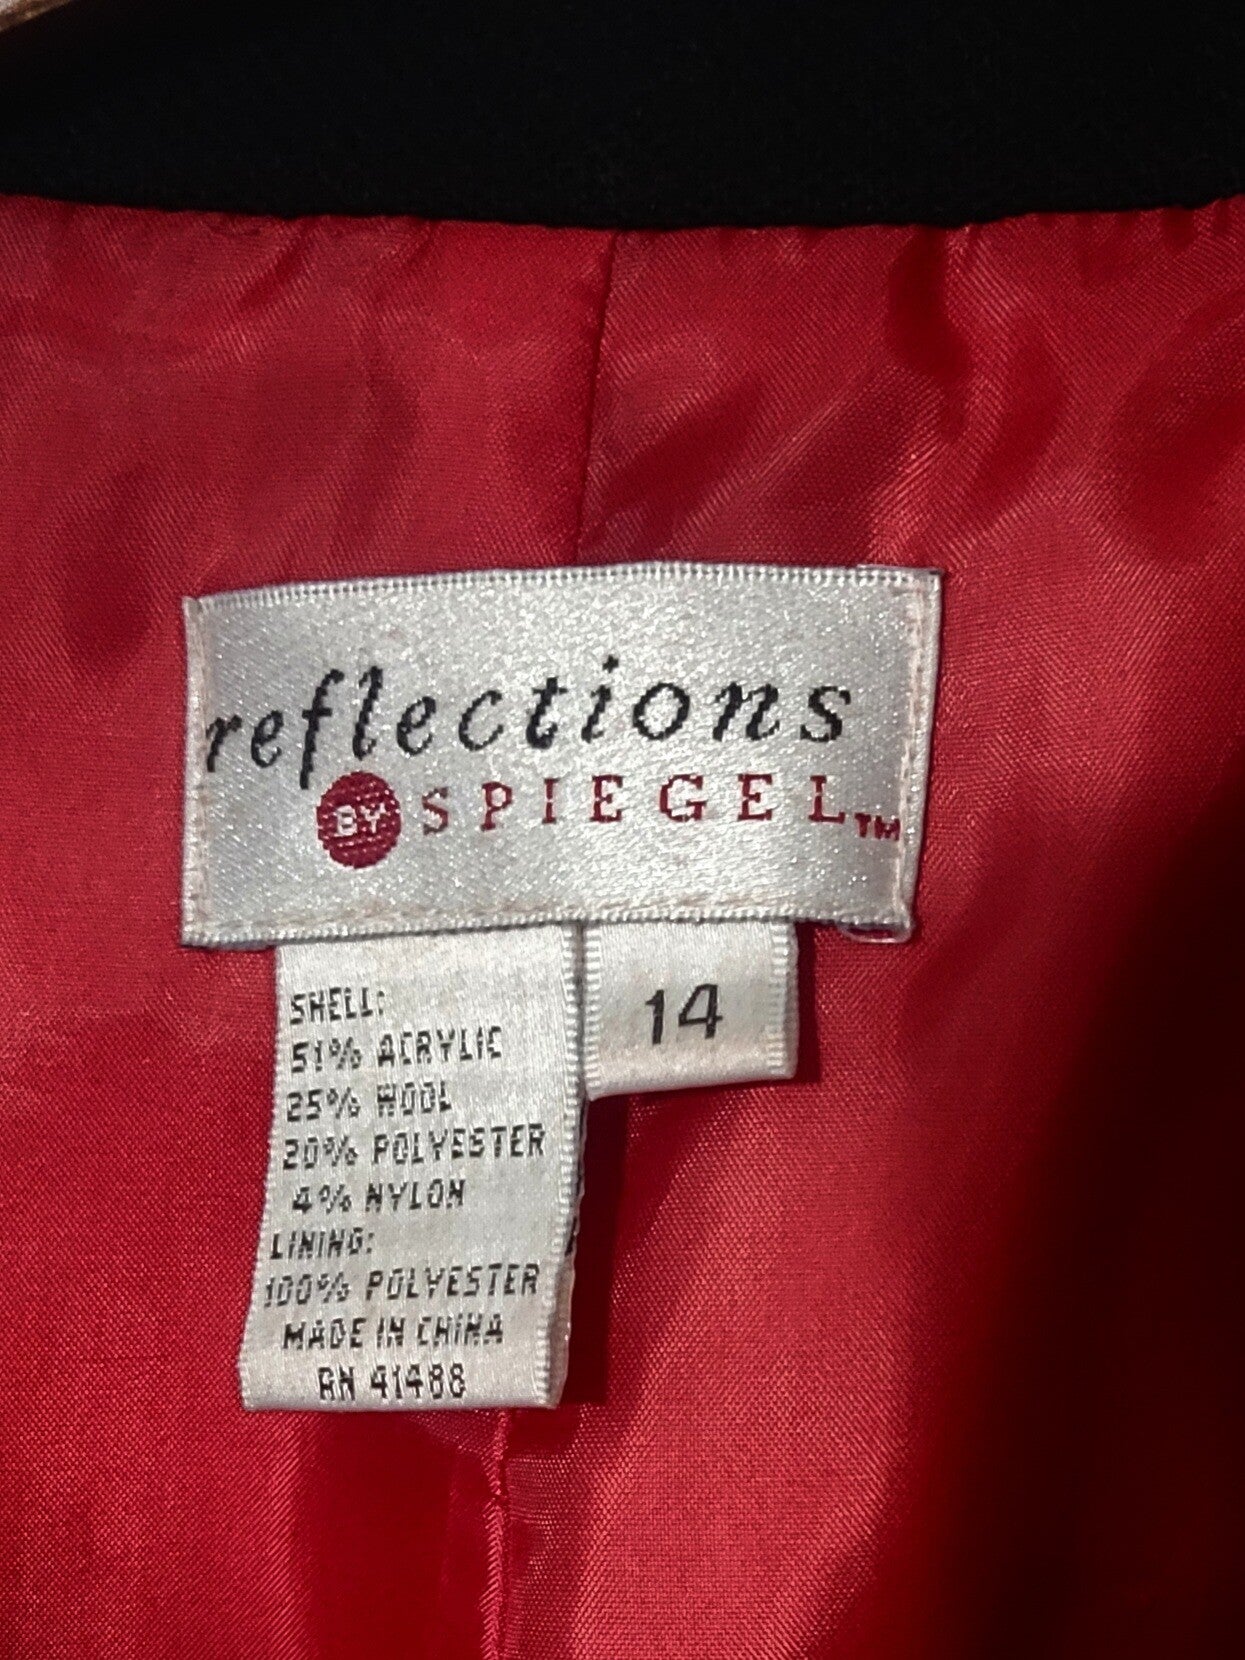 reflections
BY SPIEGEL™
14
SHELL:
51% ACRYLIC
25% WOOL
20% POLYESTER
4% NYLON
LINING:
100% POLYESTER
MADE IN CHINA
RN 41488